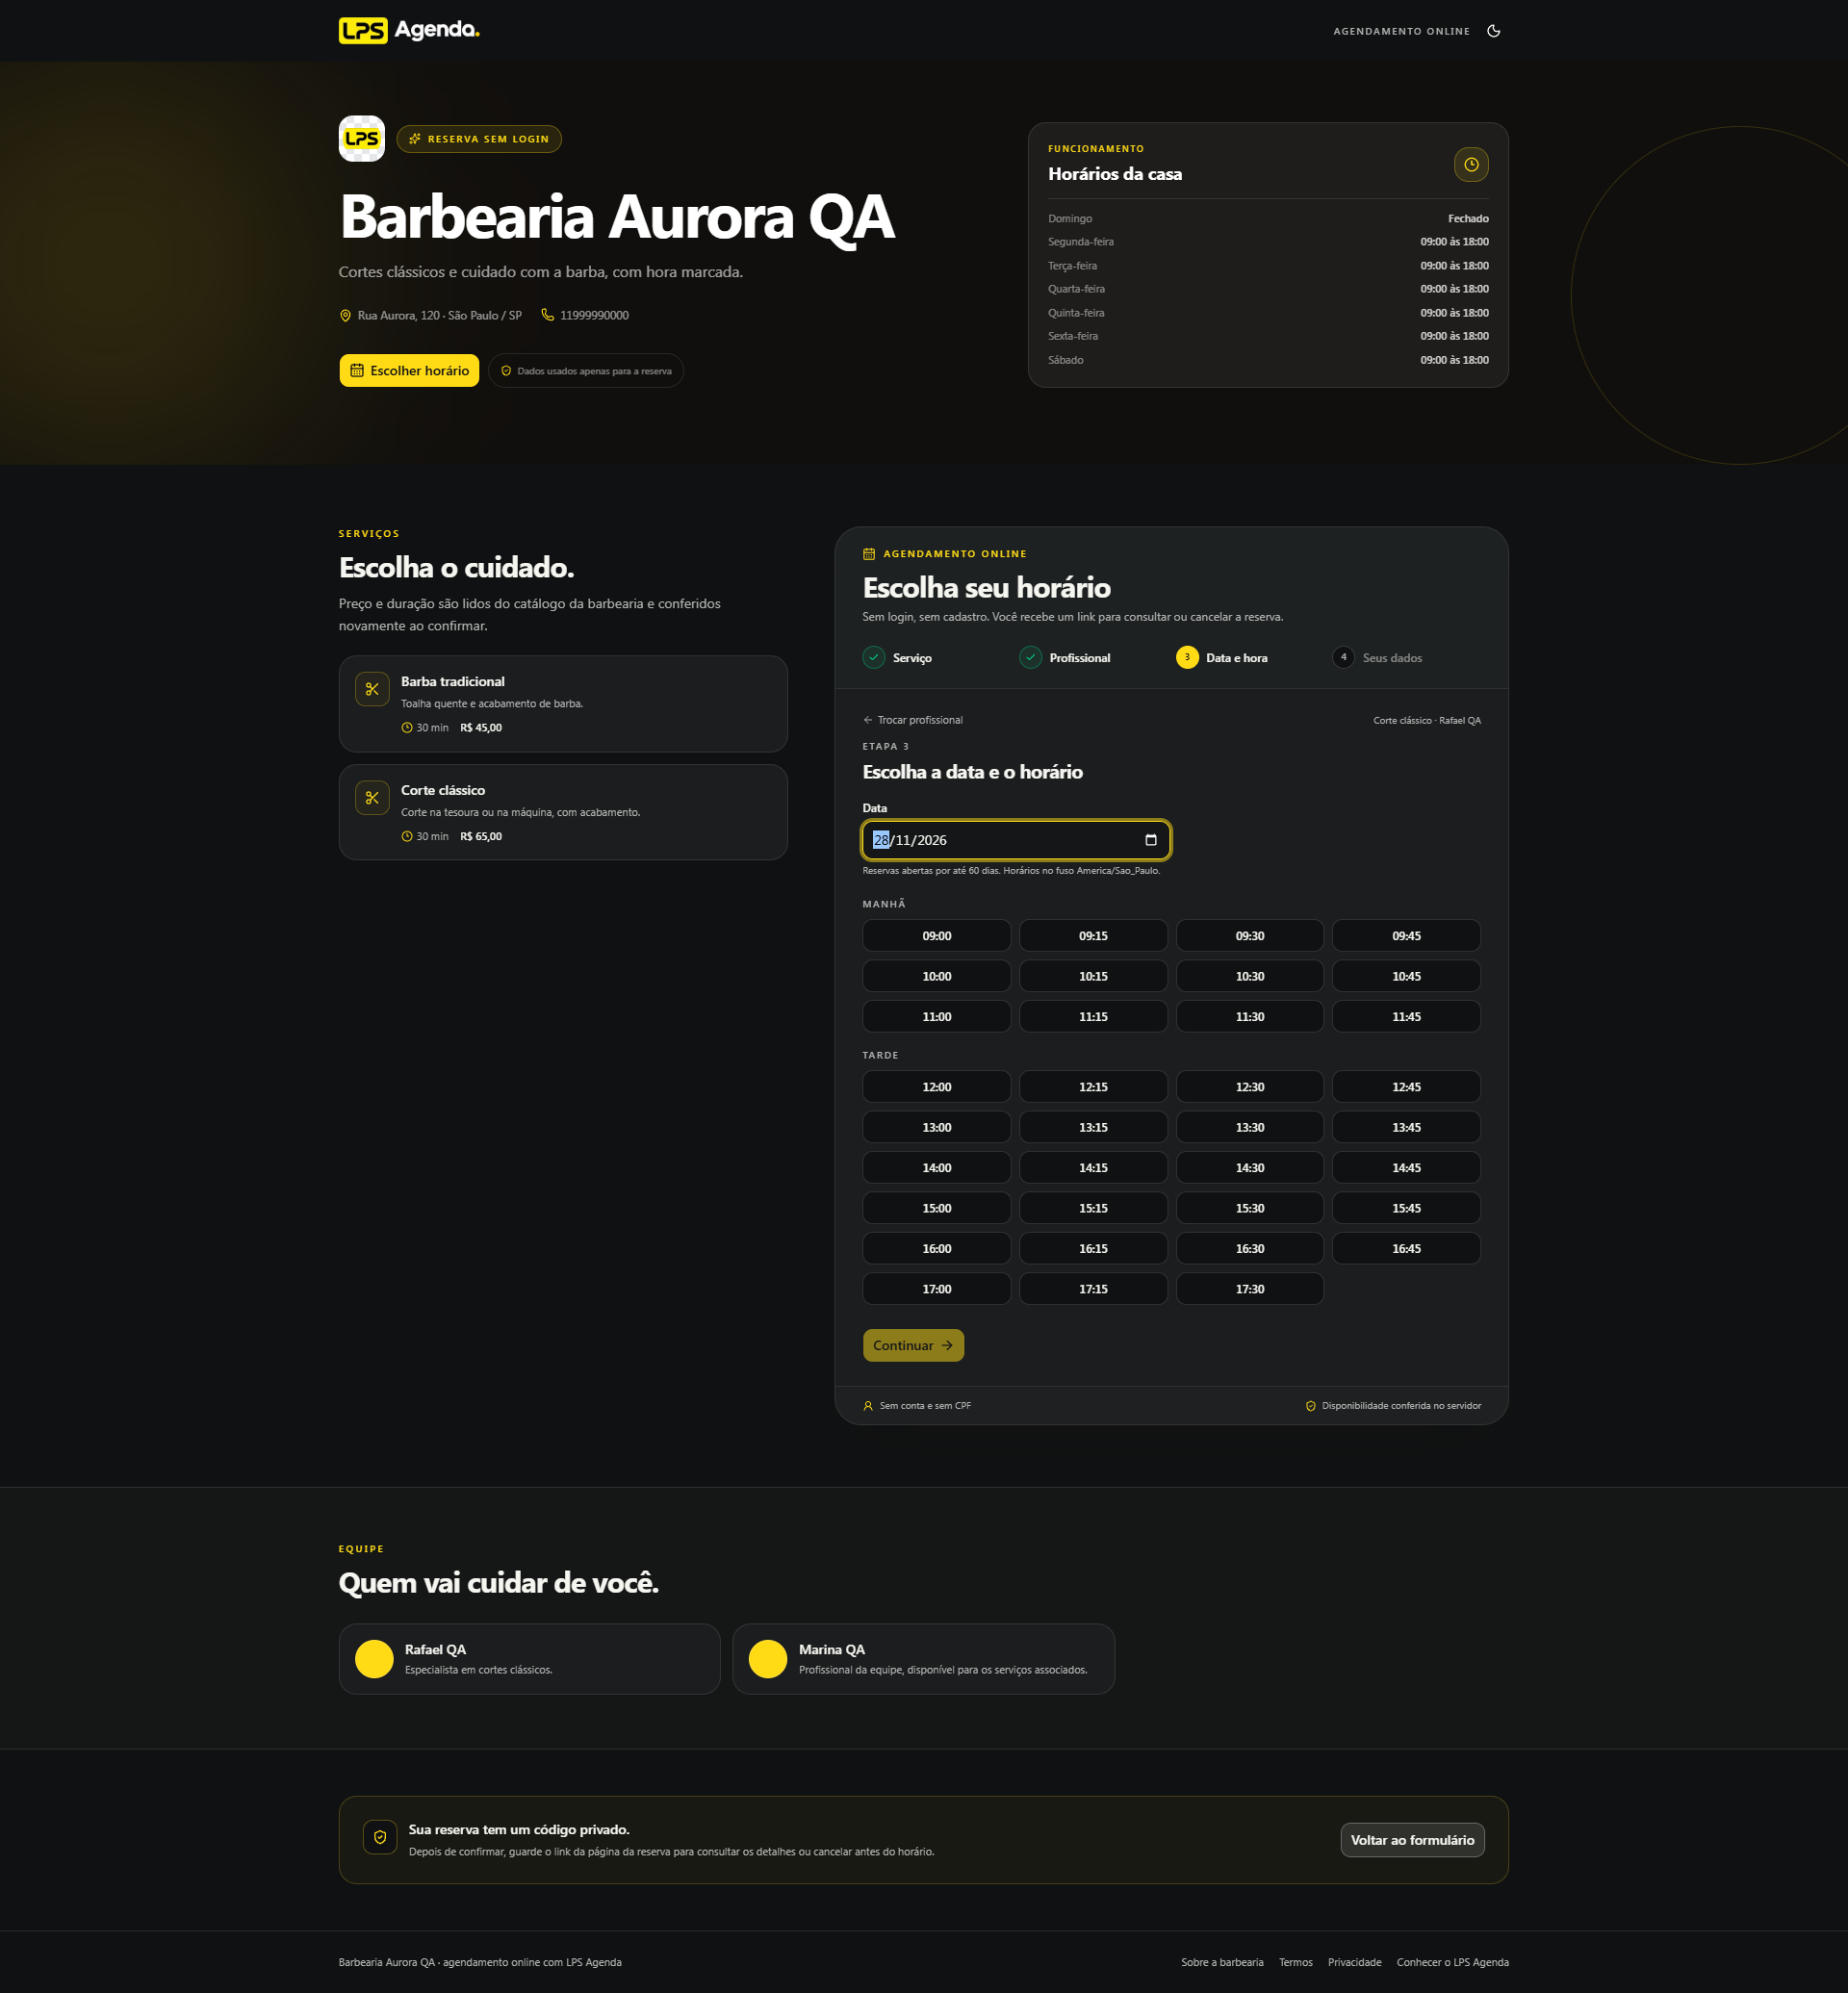 LPS Agenda.
AGENDAMENTO ONLINE
LPS
RESERVA SEM LOGIN
Barbearia Aurora QA
Cortes clássicos e cuidado com a barba, com hora marcada.
Rua Aurora, 120 · São Paulo / SP
11999990000
Escolher horário
Dados usados apenas para a reserva
FUNCIONAMENTO
Horários da casa
Domingo Fechado
Segunda-feira 09:00 às 18:00
Terça-feira 09:00 às 18:00
Quarta-feira 09:00 às 18:00
Quinta-feira 09:00 às 18:00
Sexta-feira 09:00 às 18:00
Sábado 09:00 às 18:00
SERVIÇOS
Escolha o cuidado.
Preço e duração são lidos do catálogo da barbearia e conferidos
novamente ao confirmar.
Barba tradicional
Toalha quente e acabamento de barba.
30 min R$ 45,00
Corte clássico
Corte na tesoura ou na máquina, com acabamento.
30 min R$ 65,00
AGENDAMENTO ONLINE
Escolha seu horário
Sem login, sem cadastro. Você recebe um link para consultar ou cancelar a reserva.
Serviço
Profissional
3 Data e hora
4 Seus dados
Trocar profissional
Corte clássico · Rafael QA
ETAPA 3
Escolha a data e o horário
Data
28/11/2026
Reservas abertas por até 60 dias. Horários no fuso America/Sao_Paulo.
MANHÃ
09:00 09:15 09:30 09:45
10:00 10:15 10:30 10:45
11:00 11:15 11:30 11:45
TARDE
12:00 12:15 12:30 12:45
13:00 13:15 13:30 13:45
14:00 14:15 14:30 14:45
15:00 15:15 15:30 15:45
16:00 16:15 16:30 16:45
17:00 17:15 17:30
Continuar
Sem conta e sem CPF
Disponibilidade conferida no servidor
EQUIPE
Quem vai cuidar de você.
Rafael QA
Especialista em cortes clássicos.
Marina QA
Profissional da equipe, disponível para os serviços associados.
Sua reserva tem um código privado.
Depois de confirmar, guarde o link da página da reserva para consultar os detalhes ou cancelar antes do horário.
Voltar ao formulário
Barbearia Aurora QA · agendamento online com LPS Agenda
Sobre a barbearia Termos Privacidade Conhecer o LPS Agenda